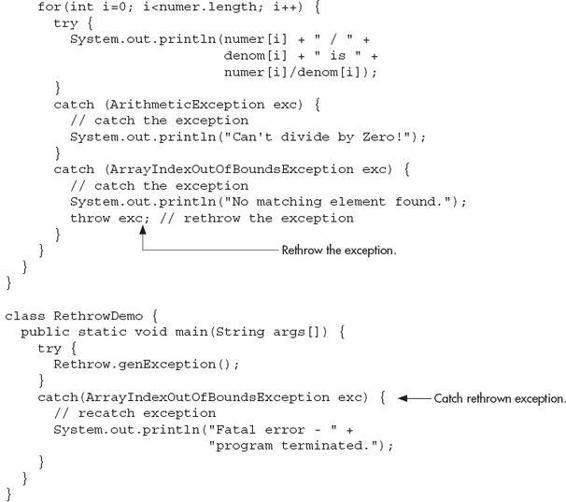 for(int i=0; i<numer.length; i++) {
      try {
        System.out.println(numer[i] + " / " +
                           denom[i] + " is " +
                           numer[i]/denom[i]);
      }
      catch (ArithmeticException exc) {
        // catch the exception
        System.out.println("Can't divide by Zero!");
      }
      catch (ArrayIndexOutOfBoundsException exc) {
        // catch the exception
        System.out.println("No matching element found.");
        throw exc; // rethrow the exception
      }
    }
Rethrow the exception.
  }
}
class RethrowDemo {
  public static void main(String args[]) {
    try {
      Rethrow.genException();
    }
    catch(ArrayIndexOutOfBoundsException exc) { Catch rethrown exception.
      // recatch exception
      System.out.println("Fatal error - " +
                         "program terminated.");
    }
  }
}